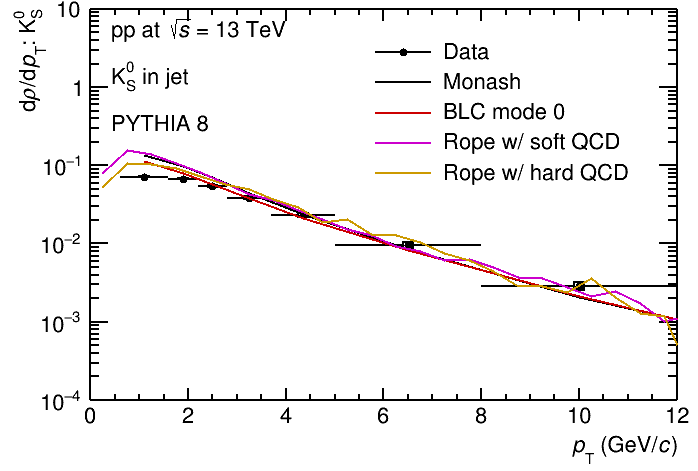 dρ/dp_T: K^0_S
pp at √s = 13 TeV
K^0_S in jet
PYTHIA 8
Data
Monash
BLC mode 0
Rope w/ soft QCD
Rope w/ hard QCD
10
1
10^−1
10^−2
10^−3
10^−4
0 2 4 6 8 10 12
p_T (GeV/c)